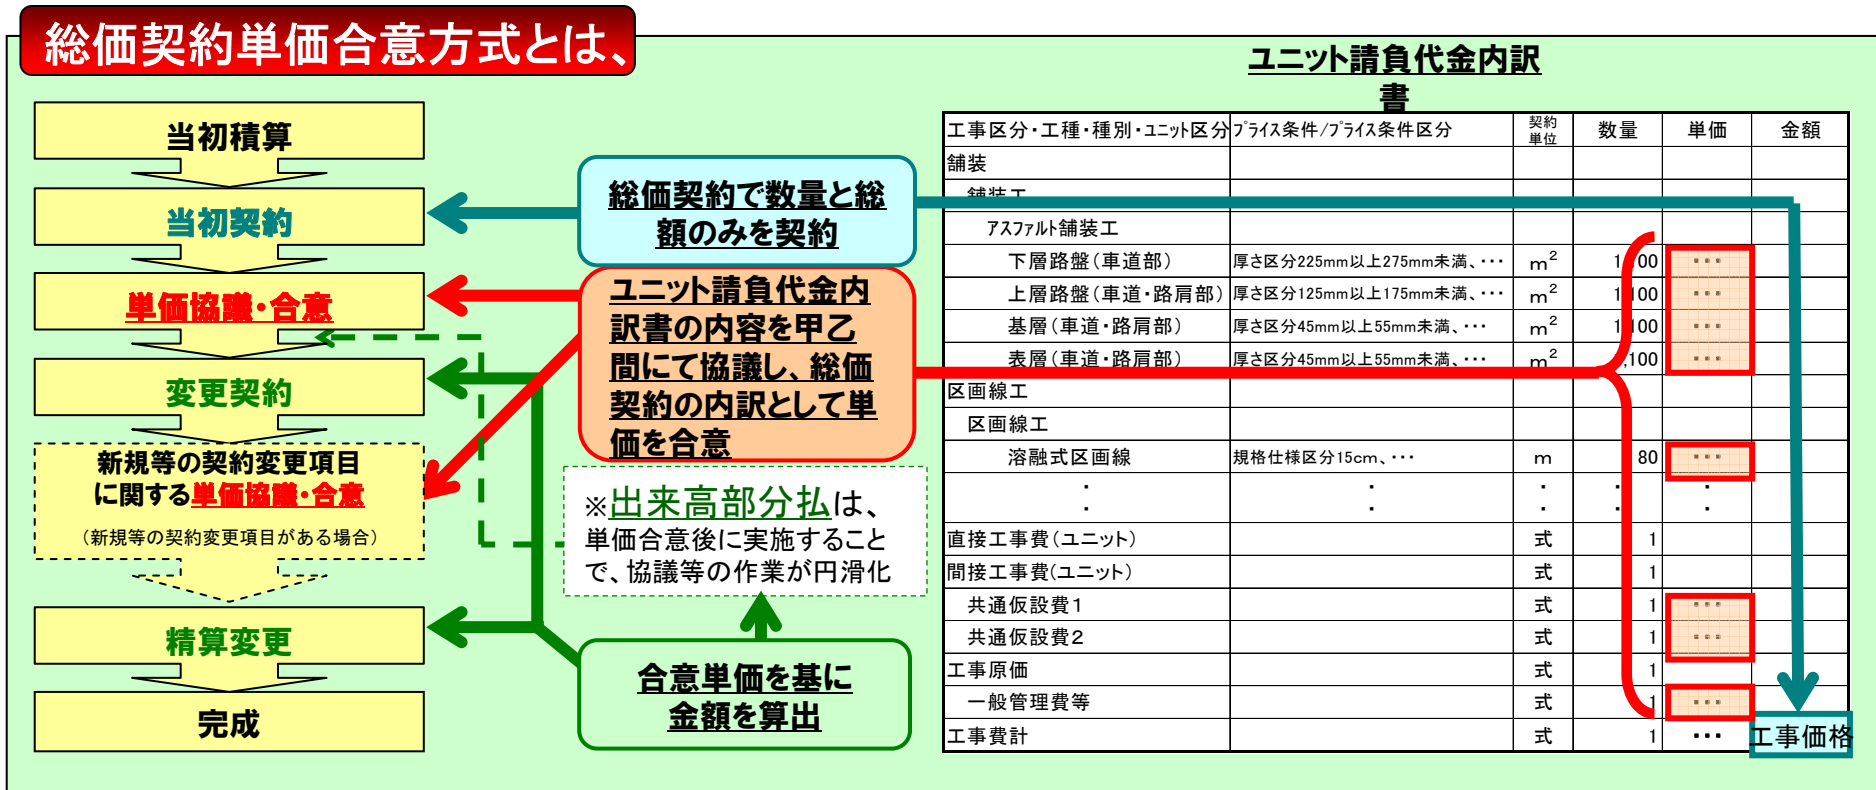 総価契約単価合意方式とは、
当初積算
当初契約
単価協議・合意
変更契約
新規等の契約変更項目
に関する単価協議・合意
(新規等の契約変更項目がある場合)
精算変更
完成
総価契約で数量と総
額のみを契約
ユニット請負代金内
訳書の内容を甲乙
間にて協議し、総価
契約の内訳として単
価を合意
※出来高部分払は、
単価合意後に実施すること
で、協議等の作業が円滑化
合意単価を基に
金額を算出
ユニット請負代金内訳
書
工事区分・工種・種別・ユニット区分 プライス条件/プライス条件区分 契約単位 数量 単価 金額
舗装
舗装工
アスファルト舗装工
下層路盤(車道部) 厚さ区分225mm以上275mm未満、・・・ m² 1,100 ・・・
上層路盤(車道・路肩部) 厚さ区分125mm以上175mm未満、・・・ m² 1,100 ・・・
基層(車道・路肩部) 厚さ区分45mm以上55mm未満、・・・ m² 1,100 ・・・
表層(車道・路肩部) 厚さ区分45mm以上55mm未満、・・・ m² ,100 ・・・
区画線工
区画線工
溶融式区画線 規格仕様区分15cm、・・・ m 80 ・・・
： ： ： ： ：
直接工事費(ユニット) 式 1
間接工事費(ユニット) 式 1
共通仮設費1 式 1 ・・・
共通仮設費2 式 1 ・・・
工事原価 式 1
一般管理費等 式 1 ・・・
工事費計 式 1 ・・・ 工事価格